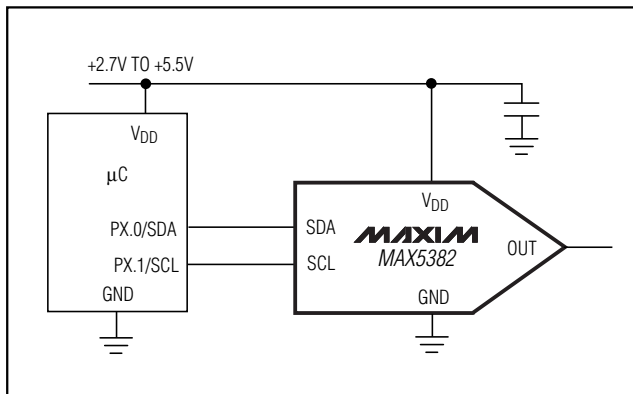 +2.7V TO +5.5V
VDD
μC
PX.0/SDA
PX.1/SCL
GND
VDD
SDA
MAXIM
MAX5382
OUT
SCL
GND